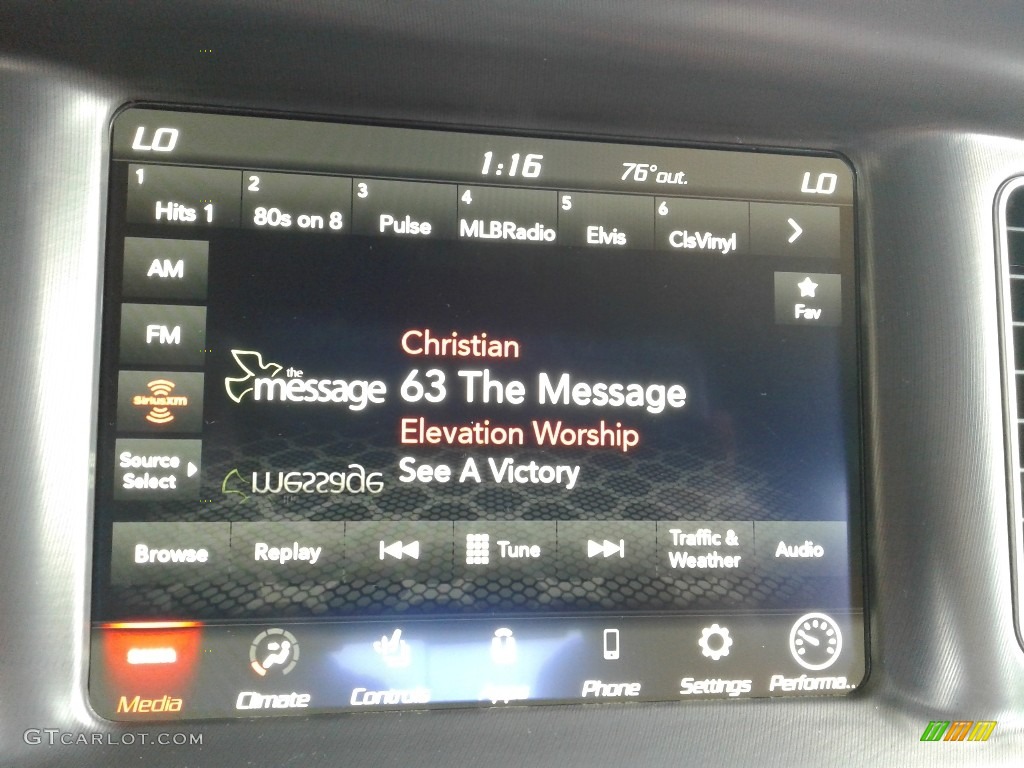 LO
1:16
76°out.
LO
1
Hits 1
2
80s on 8
3
Pulse
4
MLBRadio
5
Elvis
6
ClsVinyl
AM
FM
SiriusXM
Source
Select
Fav
the
message
Christian
63 The Message
Elevation Worship
See A Victory
message
Browse
Replay
Tune
Traffic &
Weather
Audio
Media
Climate
Controls
Phone
Settings
Performa..
GTCARLOT.COM